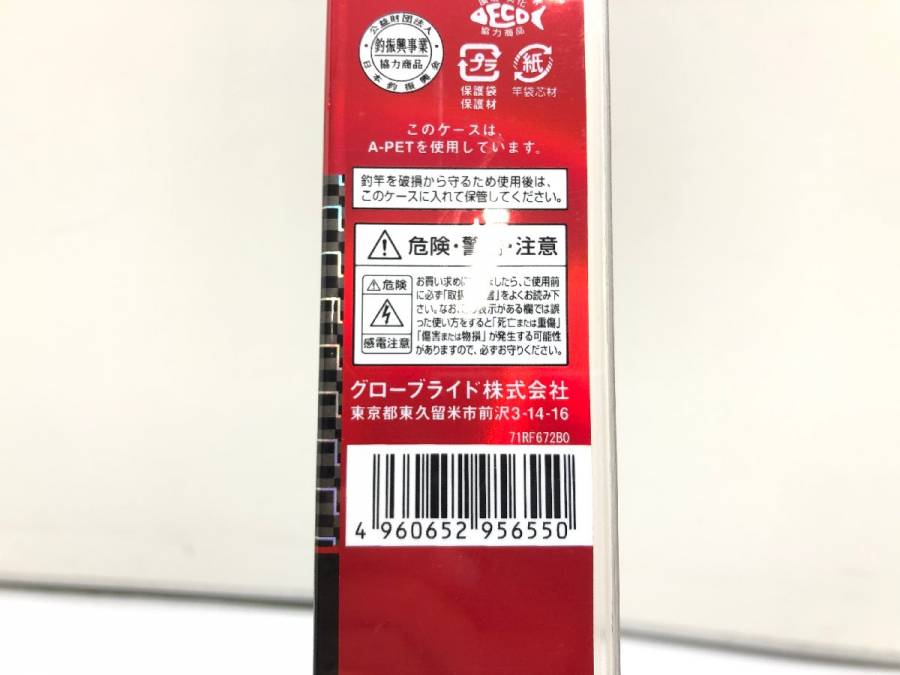 公益財団法人
釣振興事業
協力商品
日本釣振興会
ECO
協力商品
プラ
紙
保護袋
保護材
竿袋芯材
このケースは、
A-PETを使用しています。
釣竿を破損から守るため使用後は、
このケースに入れて保管してください。
危険・警・注意
危険
感電注意
お買い求めしたら、ご使用前
に必ず「取扱書」をよくお読み下
さい。なお、表示がある欄では誤
った使い方をすると「死亡または重傷」
「傷害または物損」が発生する可能性
がありますので、必ずお守りください。
グローブライド株式会社
東京都東久留米市前沢3-14-16
71RF672B0
4 960652 956550